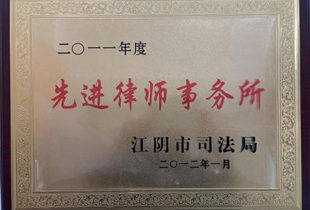 二〇一一年度
先进律师事务所
江阴市司法局
二〇一二年一月